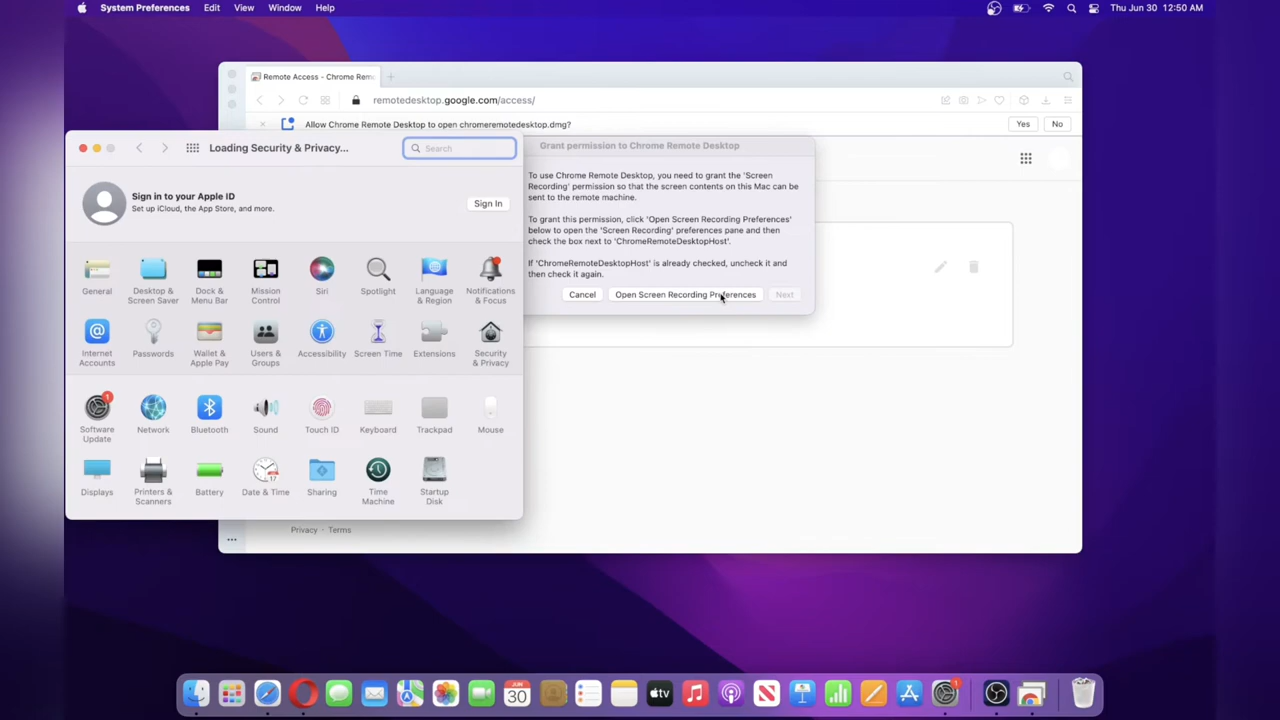 System Preferences Edit View Window Help Thu Jun 30 12:50 AM
Remote Access - Chrome Rem
remotedesktop.google.com/access/
Allow Chrome Remote Desktop to open chromeremotedesktop.dmg? Yes No
Loading Security & Privacy...
Search
Sign in to your Apple ID
Set up iCloud, the App Store, and more.
Sign In
General
Desktop &
Screen Saver
Dock &
Menu Bar
Mission
Control
Siri
Spotlight
Language
& Region
Notifications
& Focus
Internet
Accounts
Passwords
Wallet &
Apple Pay
Users &
Groups
Accessibility
Screen Time
Extensions
Security
& Privacy
1
Software
Update
Network
Bluetooth
Sound
Touch ID
Keyboard
Trackpad
Mouse
Displays
Printers &
Scanners
Battery
17
Date & Time
Sharing
Time
Machine
Startup
Disk
Grant permission to Chrome Remote Desktop
To use Chrome Remote Desktop, you need to grant the 'Screen
Recording' permission so that the screen contents on this Mac can be
sent to the remote machine.
To grant this permission, click 'Open Screen Recording Preferences'
below to open the 'Screen Recording' preferences pane and then
check the box next to 'ChromeRemoteDesktopHost'.
If 'ChromeRemoteDesktopHost' is already checked, uncheck it and
then check it again.
Cancel Open Screen Recording Preferences Next
Privacy · Terms
JUN
30
tv
1